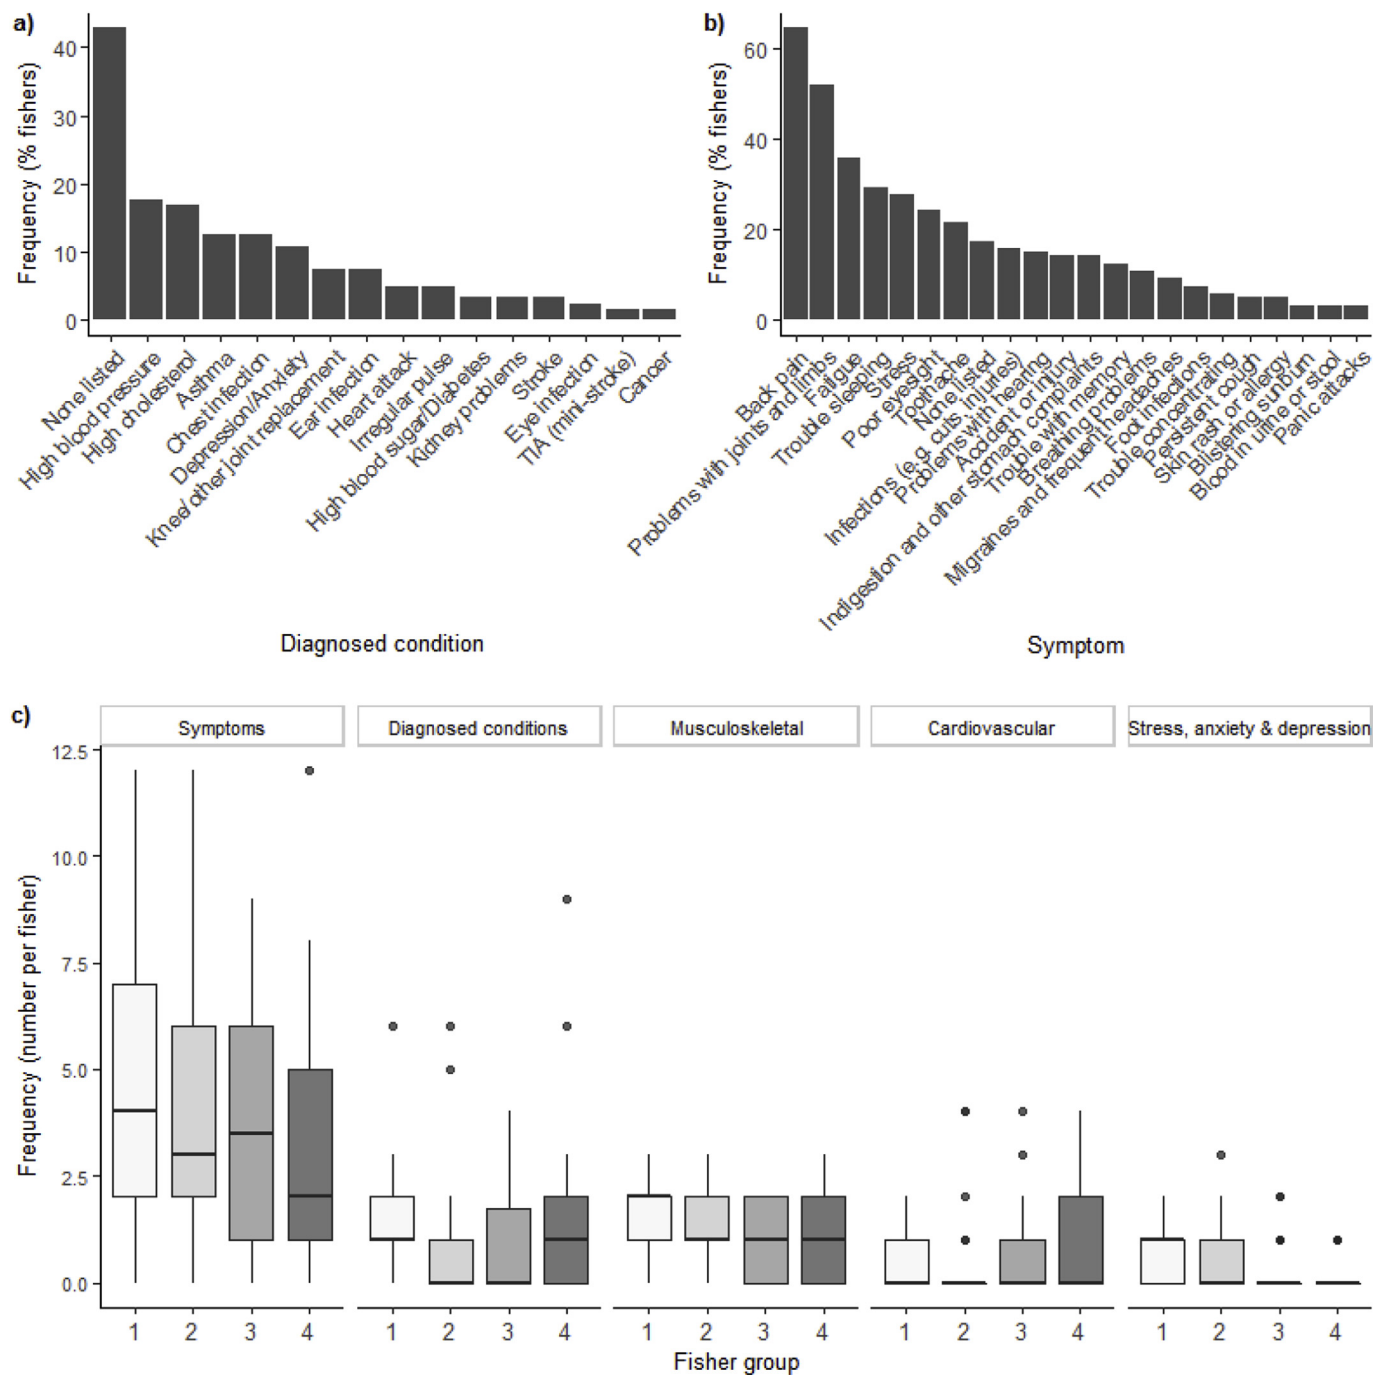 a)
Frequency (% fishers)
40
30
20
10
0
None listed
High blood pressure
High cholesterol
Asthma
Chest infection
Depression/Anxiety
Knee/other joint replacement
Ear infection
Heart attack
Irregular pulse
High blood sugar/Diabetes
Kidney problems
Stroke
Eye infection
TIA (mini-stroke)
Cancer
Diagnosed condition
b)
Frequency (% fishers)
60
40
20
0
Back pain
Problems with joints and limbs
Fatigue
Trouble sleeping
Stress
Poor eyesight
Toothache
None listed
Infections (e.g. cuts, injuries)
Problems with hearing
Accident or injury
Indigestion and other stomach complaints
Trouble with memory
Breathing problems
Migraines and frequent headaches
Foot infections
Trouble concentrating
Persistent cough
Skin rash or allergy
Blistering sunburn
Blood in urine or stool
Panic attacks
Symptom
c)
Symptoms
Diagnosed conditions
Musculoskeletal
Cardiovascular
Stress, anxiety & depression
Frequency (number per fisher)
12.5
10.0
7.5
5.0
2.5
0.0
1 2 3 4
1 2 3 4
1 2 3 4
1 2 3 4
1 2 3 4
Fisher group